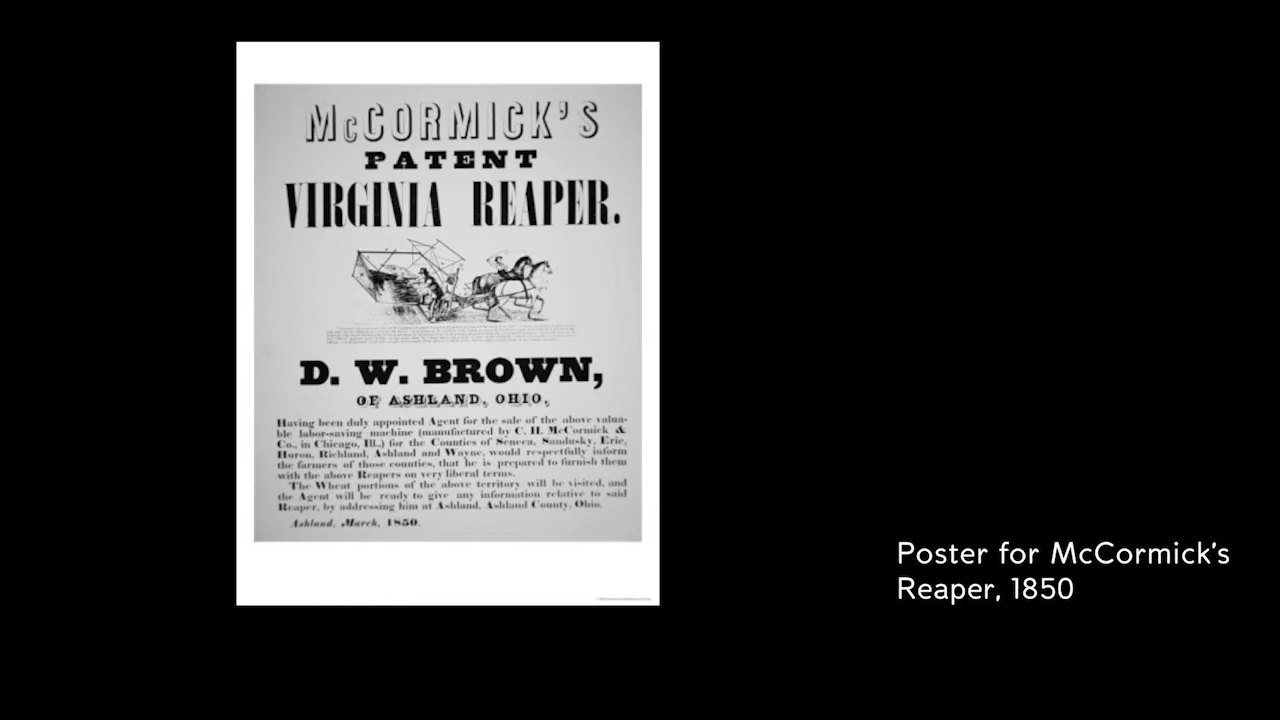 McCORMICK'S
PATENT
VIRGINIA REAPER.
D. W. BROWN,
OF ASHLAND, OHIO,
Having been duly appointed Agent for the sale of the above valua-
ble labor-saving machine (manufactured by C. H. McCormick &
Co., in Chicago, Ill.,) for the Counties of Seneca, Sandusky, Erie,
Huron, Richland, Ashland and Wayne, would respectfully inform
the farmers of those counties, that he is prepared to furnish them
with the above Reapers on very liberal terms.
The Wheat portions of the above territory will be visited, and
the Agent will be ready to give any information relative to said
Reaper, by addressing him at Ashland, Ashland County, Ohio.
Ashland, March, 1850.
Poster for McCormick's
Reaper, 1850